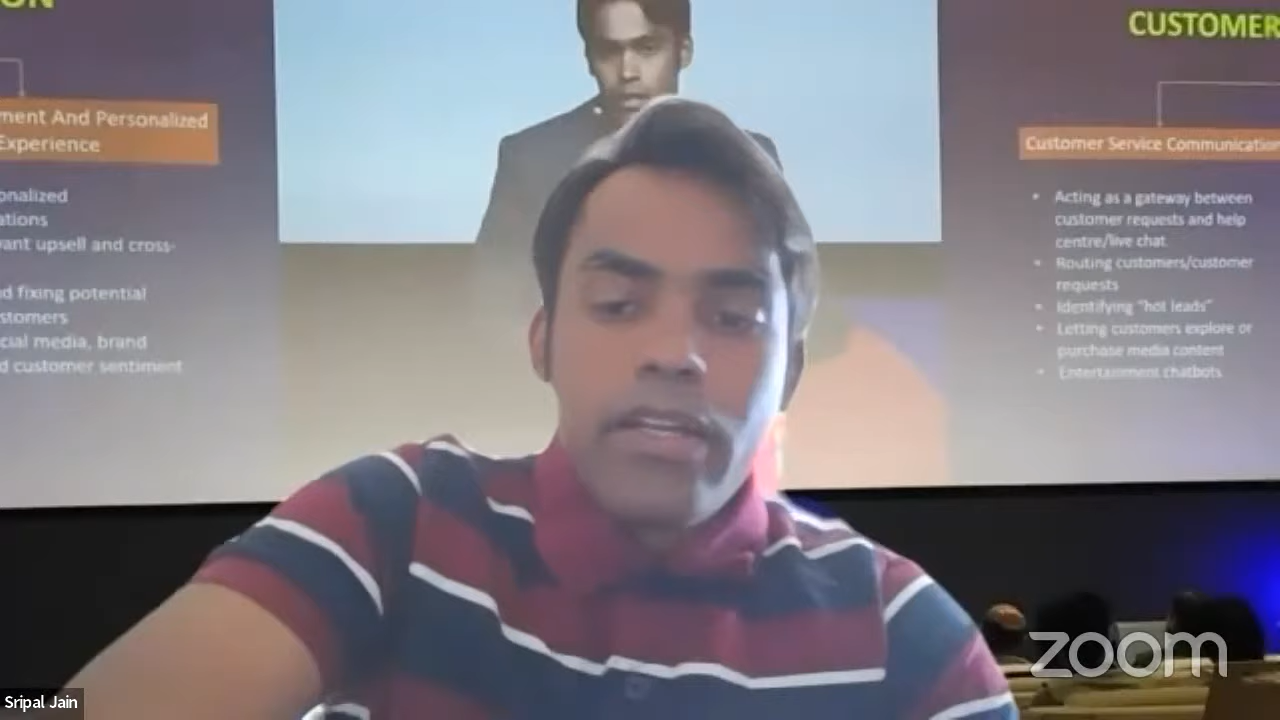 ON
ment And Personalized
Experience
onalized
ations
vant upsell and cross-
d fixing potential
stomers
cial media, brand
d customer sentiment
CUSTOMER
Customer Service Communication
• Acting as a gateway between
customer requests and help
centre/live chat
• Routing customers/customer
requests
• Identifying "hot leads"
• Letting customers explore or
purchase media content
• Entertainment chatbots
zoom
Sripal Jain